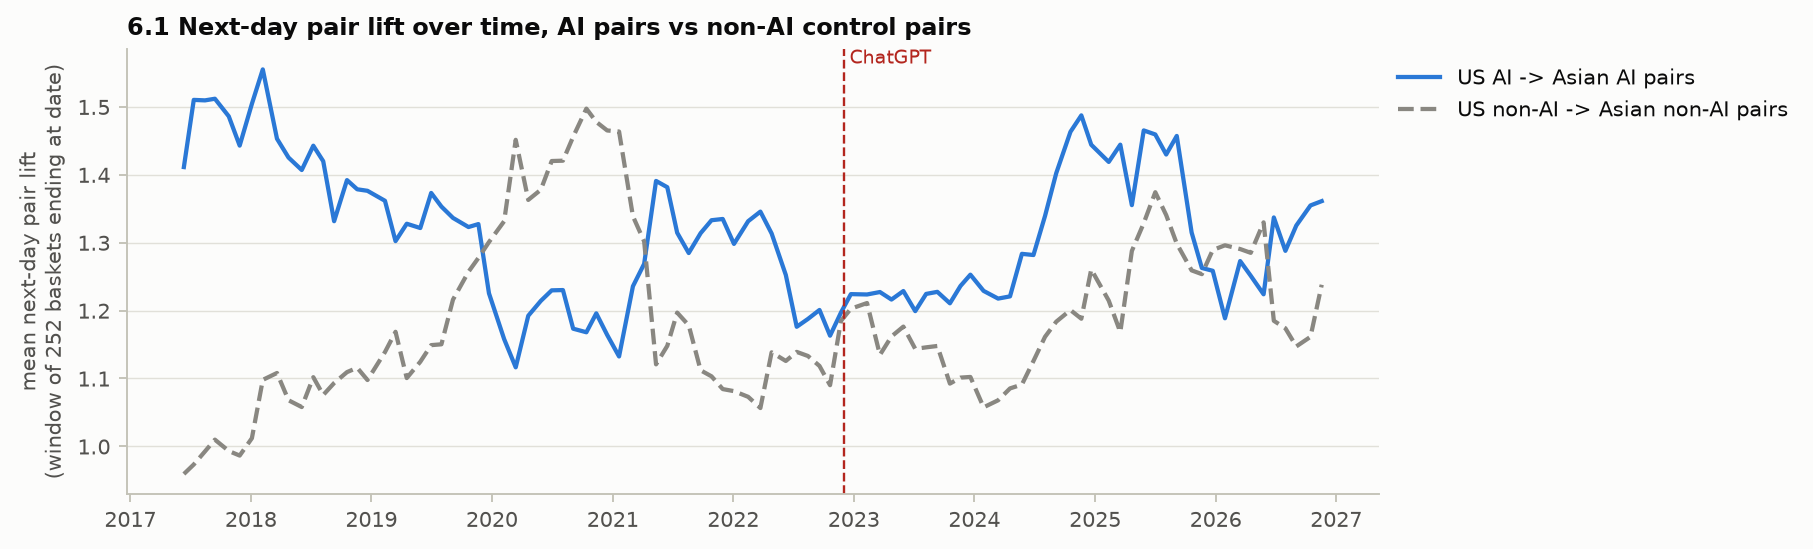 6.1 Next-day pair lift over time, AI pairs vs non-AI control pairs
ChatGPT
US AI -> Asian AI pairs
US non-AI -> Asian non-AI pairs
mean next-day pair lift
(window of 252 baskets ending at date)
1.5
1.4
1.3
1.2
1.1
1.0
2017 2018 2019 2020 2021 2022 2023 2024 2025 2026 2027